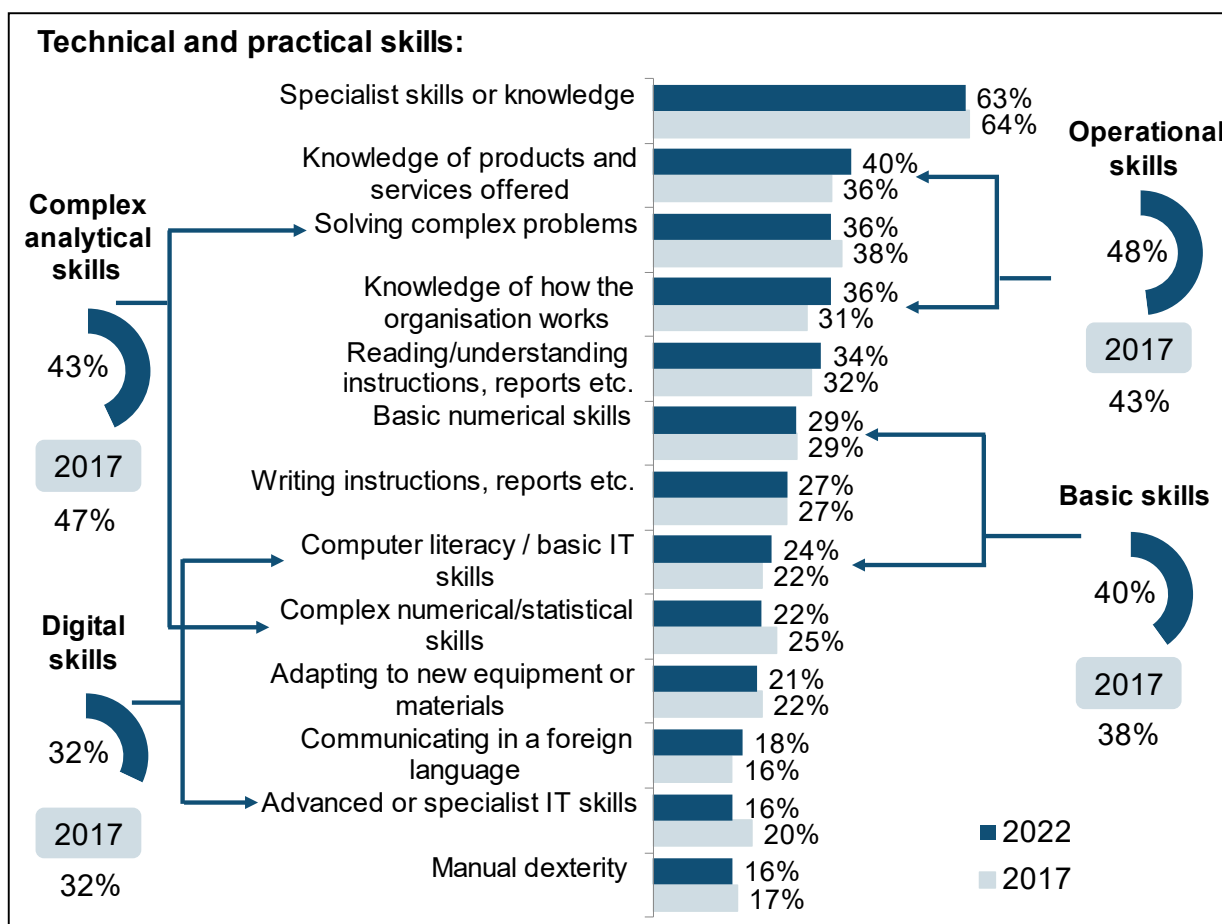 Technical and practical skills:
Specialist skills or knowledge
63%
64%
Knowledge of products and
services offered
40%
36%
Solving complex problems
36%
38%
Knowledge of how the
organisation works
36%
31%
Reading/understanding
instructions, reports etc.
34%
32%
Basic numerical skills
29%
29%
Writing instructions, reports etc.
27%
27%
Computer literacy / basic IT
skills
24%
22%
Complex numerical/statistical
skills
22%
25%
Adapting to new equipment or
materials
21%
22%
Communicating in a foreign
language
18%
16%
Advanced or specialist IT skills
16%
20%
Manual dexterity
16%
17%
Complex
analytical
skills
43%
2017
47%
Digital
skills
32%
2017
32%
Operational
skills
48%
2017
43%
Basic skills
40%
2017
38%
2022
2017